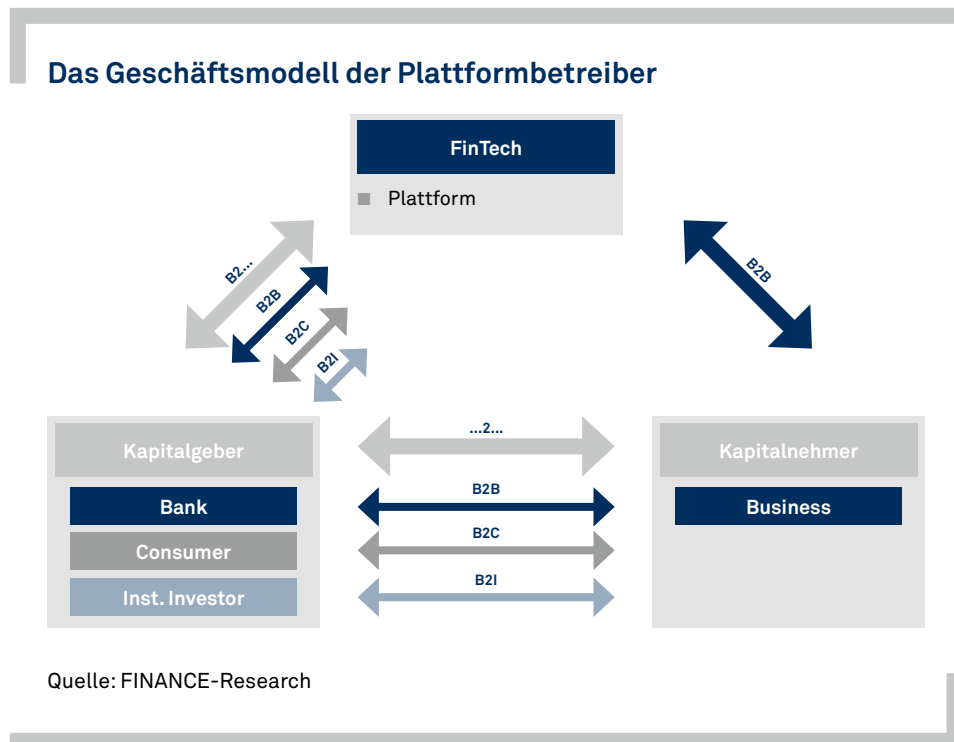 Das Geschäftsmodell der Plattformbetreiber
FinTech
Plattform
B2...
B2B
B2C
B2I
B2B
Kapitalgeber
Bank
Consumer
Inst. Investor
...2...
B2B
B2C
B2I
Kapitalnehmer
Business
Quelle: FINANCE-Research